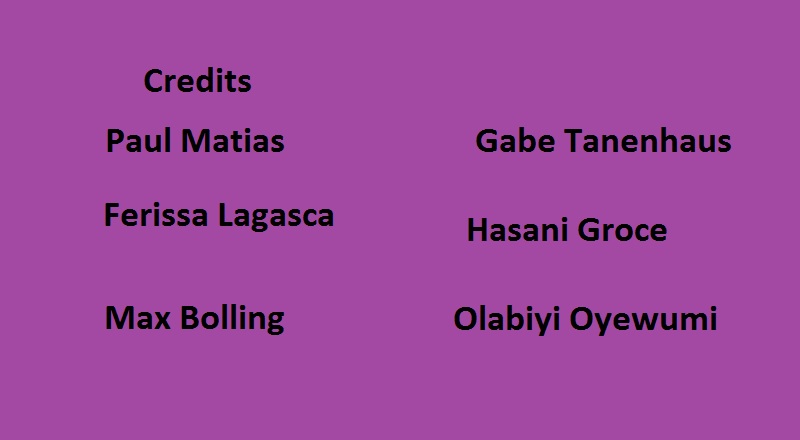 Credits
Paul Matias
Gabe Tanenhaus
Ferissa Lagasca
Hasani Groce
Max Bolling
Olabiyi Oyewumi